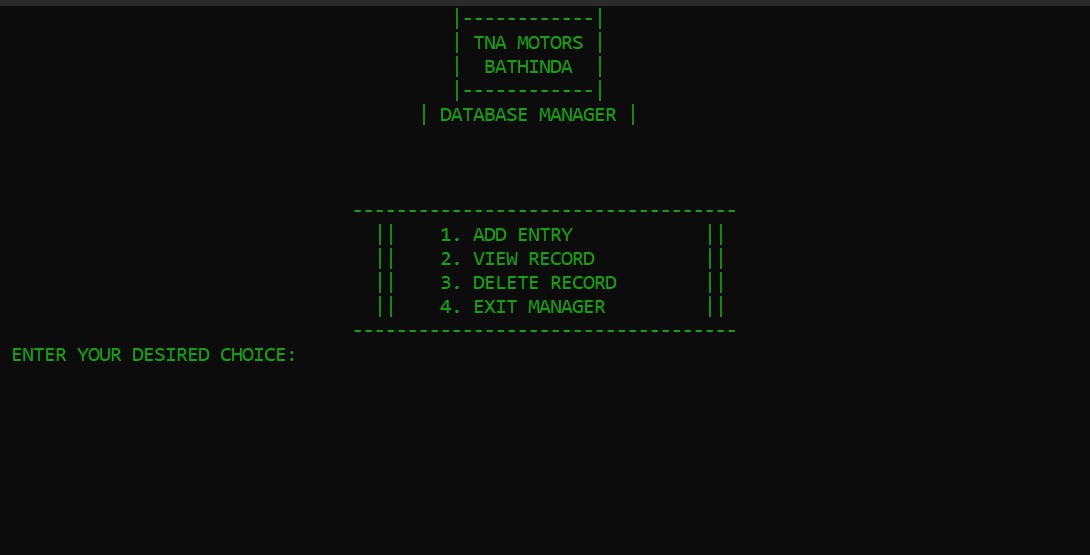 |------------|
| TNA MOTORS |
|  BATHINDA  |
|------------|
| DATABASE MANAGER |
-----------------------------------
||    1. ADD ENTRY            ||
||    2. VIEW RECORD          ||
||    3. DELETE RECORD        ||
||    4. EXIT MANAGER         ||
-----------------------------------
ENTER YOUR DESIRED CHOICE: